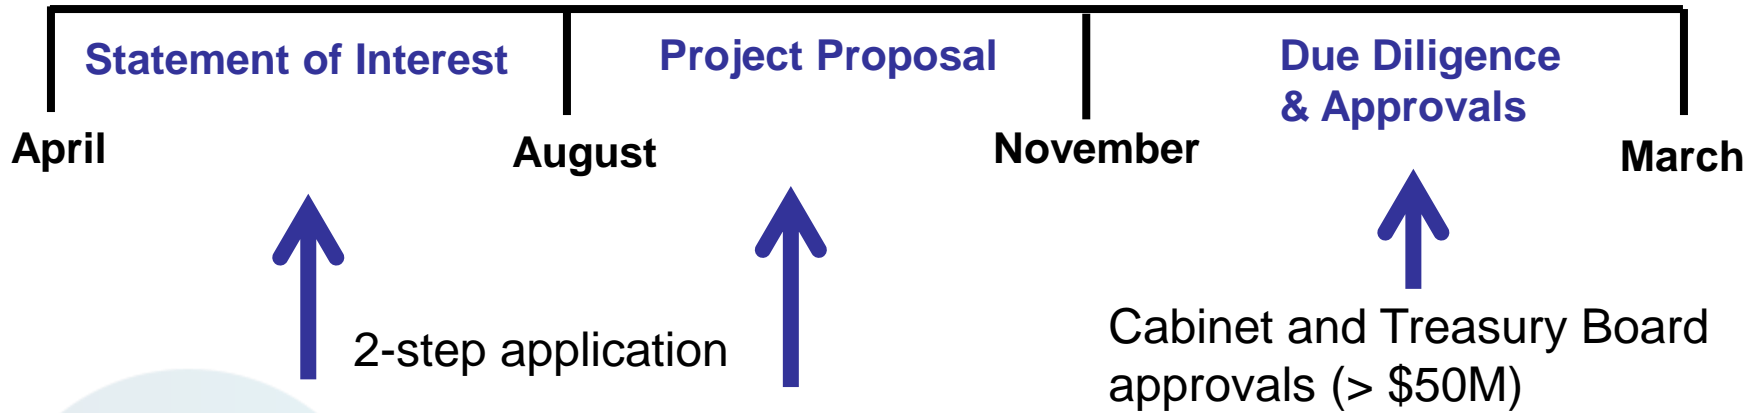 Statement of Interest
Project Proposal
Due Diligence
& Approvals
April
August
November
March
2-step application
Cabinet and Treasury Board
approvals (> $50M)